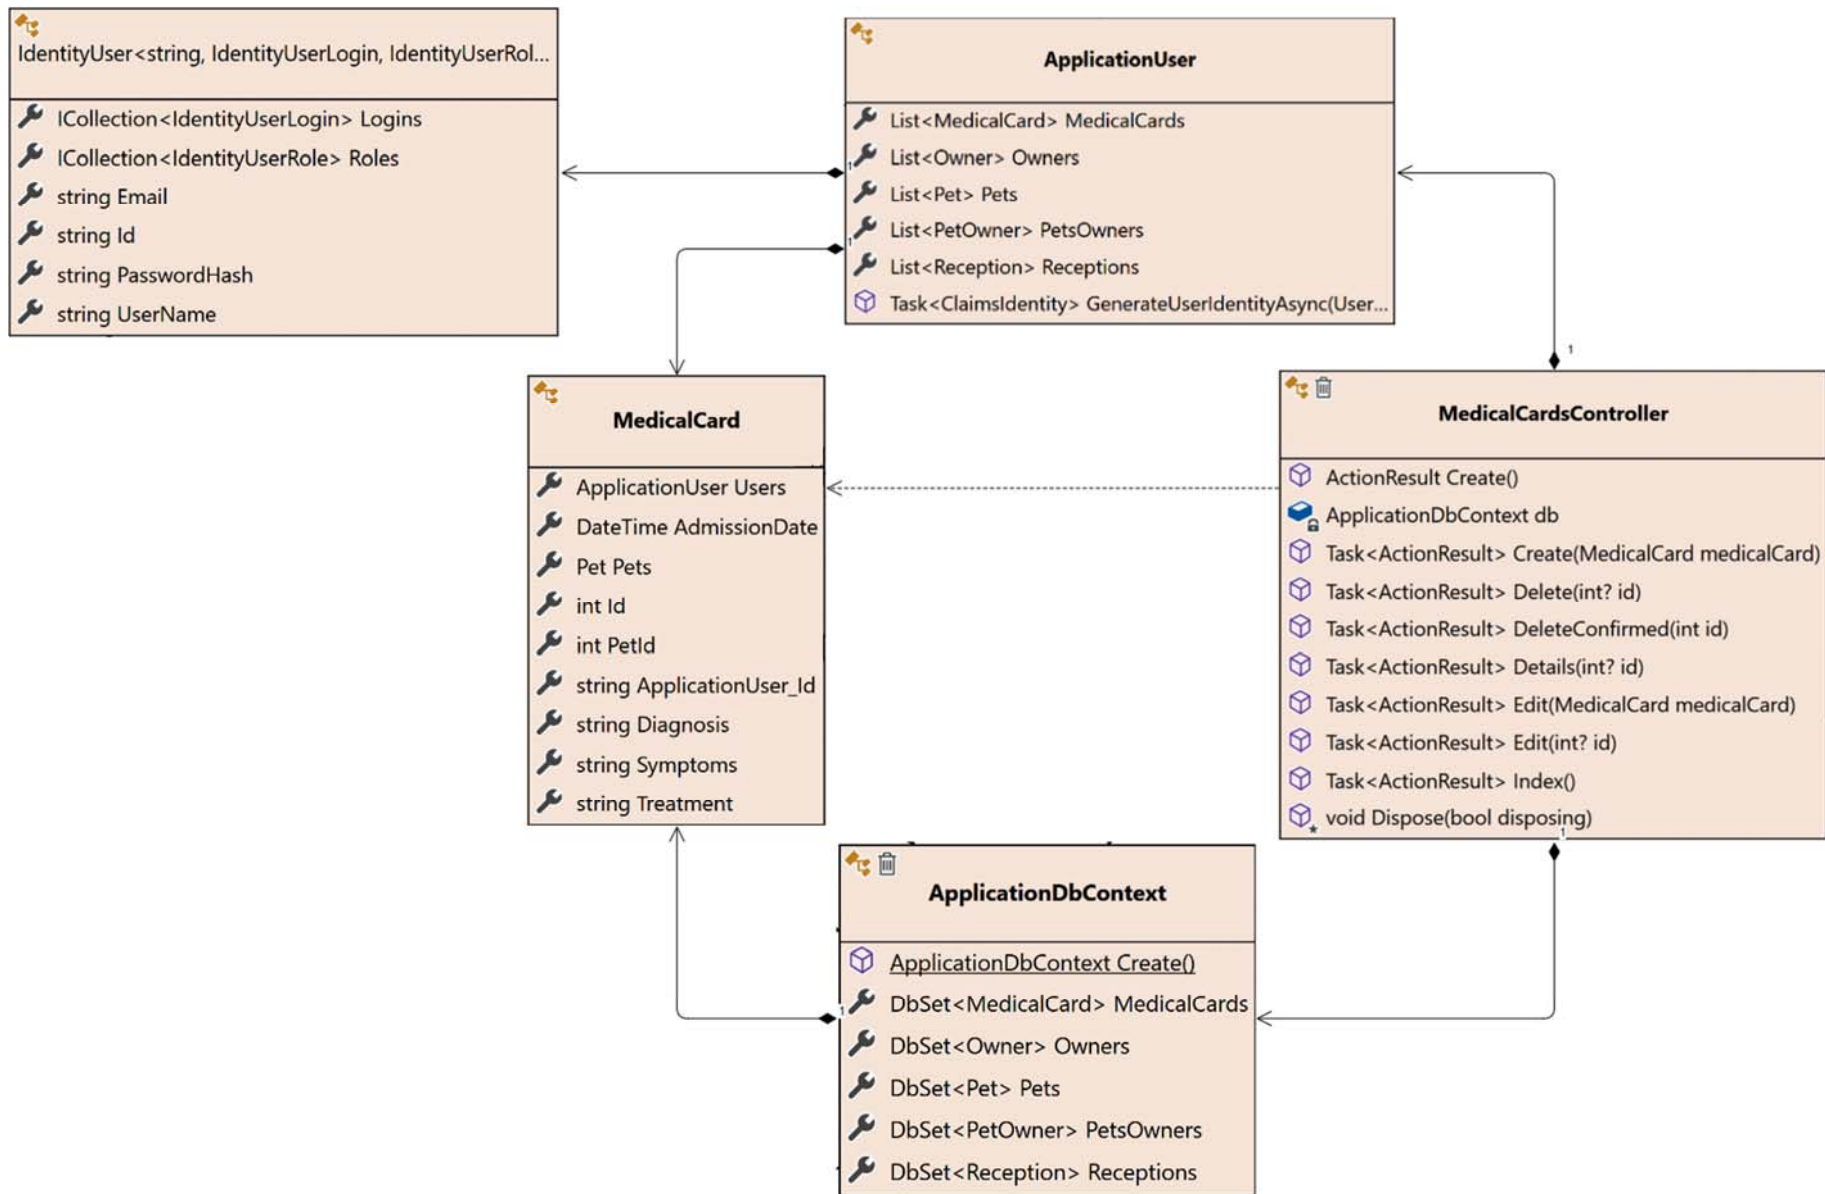 IdentityUser<string, IdentityUserLogin, IdentityUserRol...
ICollection<IdentityUserLogin> Logins
ICollection<IdentityUserRole> Roles
string Email
string Id
string PasswordHash
string UserName
ApplicationUser
List<MedicalCard> MedicalCards
List<Owner> Owners
List<Pet> Pets
List<PetOwner> PetsOwners
List<Reception> Receptions
Task<ClaimsIdentity> GenerateUserIdentityAsync(User...
1
1
1
MedicalCard
ApplicationUser Users
DateTime AdmissionDate
Pet Pets
int Id
int PetId
string ApplicationUser_Id
string Diagnosis
string Symptoms
string Treatment
MedicalCardsController
ActionResult Create()
ApplicationDbContext db
Task<ActionResult> Create(MedicalCard medicalCard)
Task<ActionResult> Delete(int? id)
Task<ActionResult> DeleteConfirmed(int id)
Task<ActionResult> Details(int? id)
Task<ActionResult> Edit(MedicalCard medicalCard)
Task<ActionResult> Edit(int? id)
Task<ActionResult> Index()
void Dispose(bool disposing)
1
ApplicationDbContext
ApplicationDbContext Create()
1
DbSet<MedicalCard> MedicalCards
DbSet<Owner> Owners
DbSet<Pet> Pets
DbSet<PetOwner> PetsOwners
DbSet<Reception> Receptions